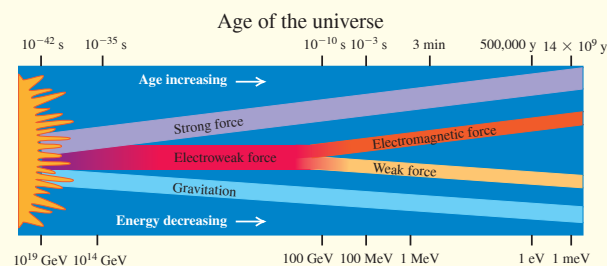 Age of the universe
10⁻⁴² s 10⁻³⁵ s 10⁻¹⁰ s 10⁻³ s 3 min 500,000 y 14 × 10⁹ y
Age increasing
Strong force
Electromagnetic force
Electroweak force
Weak force
Gravitation
Energy decreasing
10¹⁹ GeV 10¹⁴ GeV 100 GeV 100 MeV 1 MeV 1 eV 1 meV